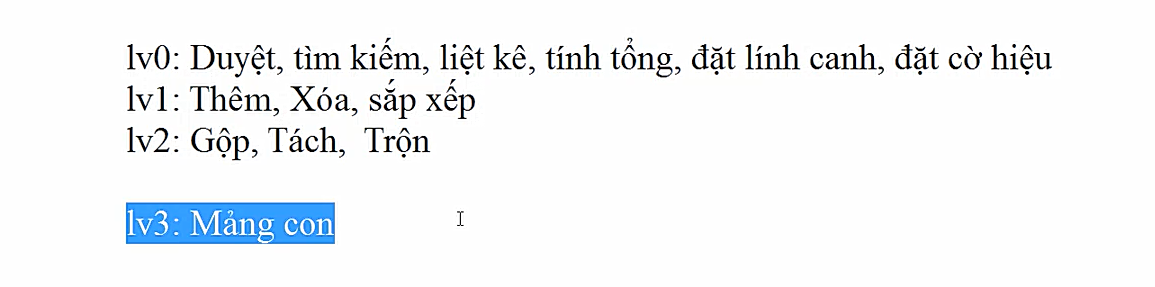 lv0: Duyệt, tìm kiếm, liệt kê, tính tổng, đặt lính canh, đặt cờ hiệu
lv1: Thêm, Xóa, sắp xếp
lv2: Gộp, Tách,  Trộn
lv3: Mảng con